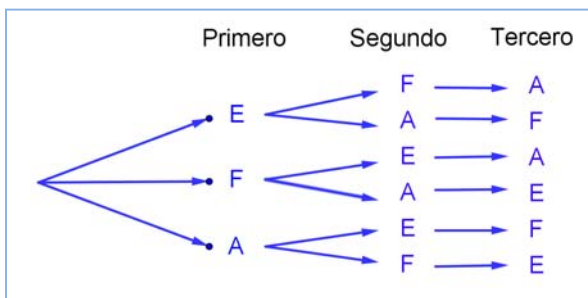 Primero Segundo Tercero
F A
E
A F
E A
F
A E
E F
A
F E